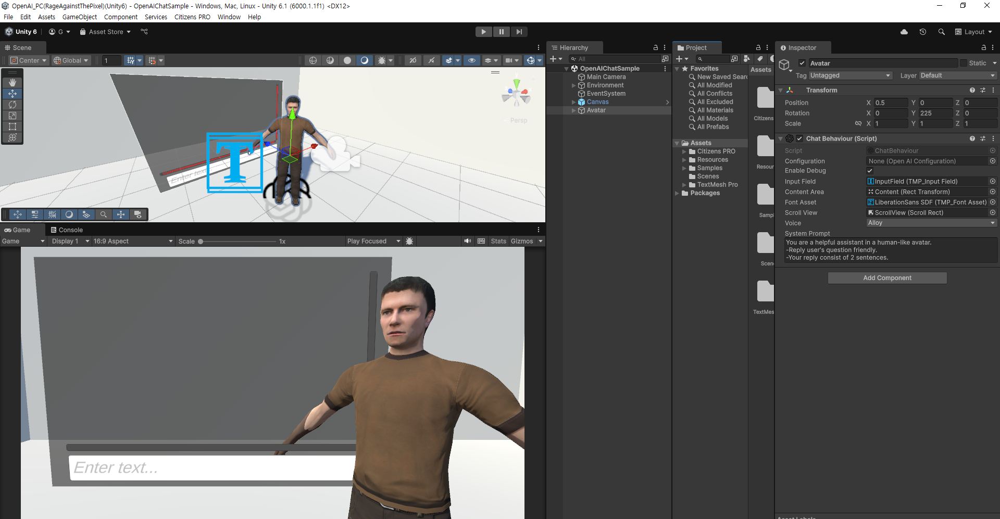 OpenAI_PC(RageAgainstThePixel)(Unity6) - OpenAIChatSample - Windows, Mac, Linux - Unity 6.1 (6000.1.1f1) <DX12>
File Edit Assets GameObject Component Services Citizens PRO Window Help
Unity 6 G Asset Store Layout
Scene
Center Global 1 2D
Persp
Enter text
Game Console
Game Display 1 16:9 Aspect Scale 1x Play Focused Stats Gizmos
Enter text...
Hierarchy
All
OpenAIChatSample
Main Camera
Environment
EventSystem
Canvas
Avatar
Project
Favorites
New Saved Sear
All Modified
All Conflicts
All Excluded
All Materials
All Models
All Prefabs
Assets
Citizens PRO
Resources
Samples
Scenes
TextMesh Pro
Packages
Assets
Citizens
Resour
Sampl
Scen
TextMes
Inspector
Avatar Static
Tag Untagged Layer Default
Transform
Position X 0.5 Y 0 Z 0
Rotation X 0 Y 225 Z 0
Scale X 1 Y 1 Z 1
Chat Behaviour (Script)
Script ChatBehaviour
Configuration None (Open AI Configuration)
Enable Debug
Input Field InputField (TMP_Input Field)
Content Area Content (Rect Transform)
Font Asset LiberationSans SDF (TMP_Font Asset)
Scroll View ScrollView (Scroll Rect)
Voice Alloy
System Prompt
You are a helpful assistant in a human-like avatar.
-Reply user's question friendly.
-Your reply consist of 2 sentences.
Add Component
Asset Labels